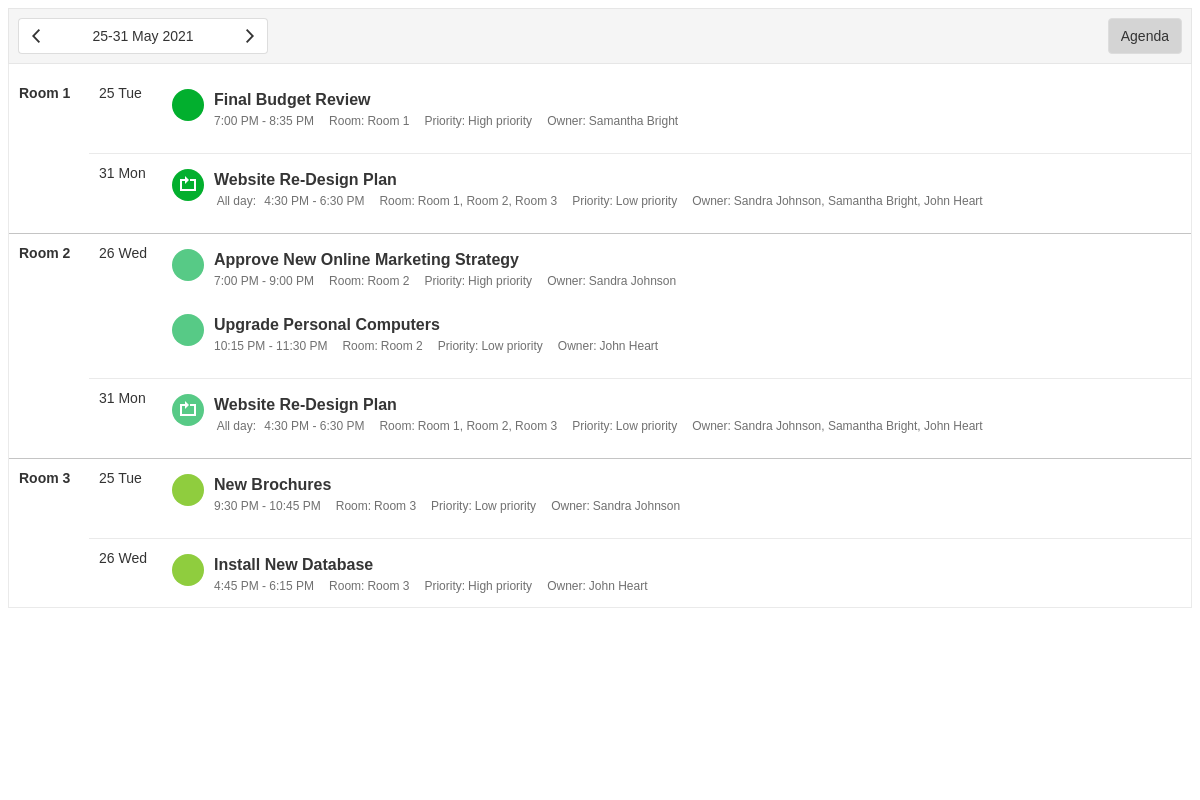 25-31 May 2021
Agenda
Room 1
25 Tue
Final Budget Review
7:00 PM - 8:35 PM Room: Room 1 Priority: High priority Owner: Samantha Bright
31 Mon
Website Re-Design Plan
All day: 4:30 PM - 6:30 PM Room: Room 1, Room 2, Room 3 Priority: Low priority Owner: Sandra Johnson, Samantha Bright, John Heart
Room 2
26 Wed
Approve New Online Marketing Strategy
7:00 PM - 9:00 PM Room: Room 2 Priority: High priority Owner: Sandra Johnson
Upgrade Personal Computers
10:15 PM - 11:30 PM Room: Room 2 Priority: Low priority Owner: John Heart
31 Mon
Website Re-Design Plan
All day: 4:30 PM - 6:30 PM Room: Room 1, Room 2, Room 3 Priority: Low priority Owner: Sandra Johnson, Samantha Bright, John Heart
Room 3
25 Tue
New Brochures
9:30 PM - 10:45 PM Room: Room 3 Priority: Low priority Owner: Sandra Johnson
26 Wed
Install New Database
4:45 PM - 6:15 PM Room: Room 3 Priority: High priority Owner: John Heart